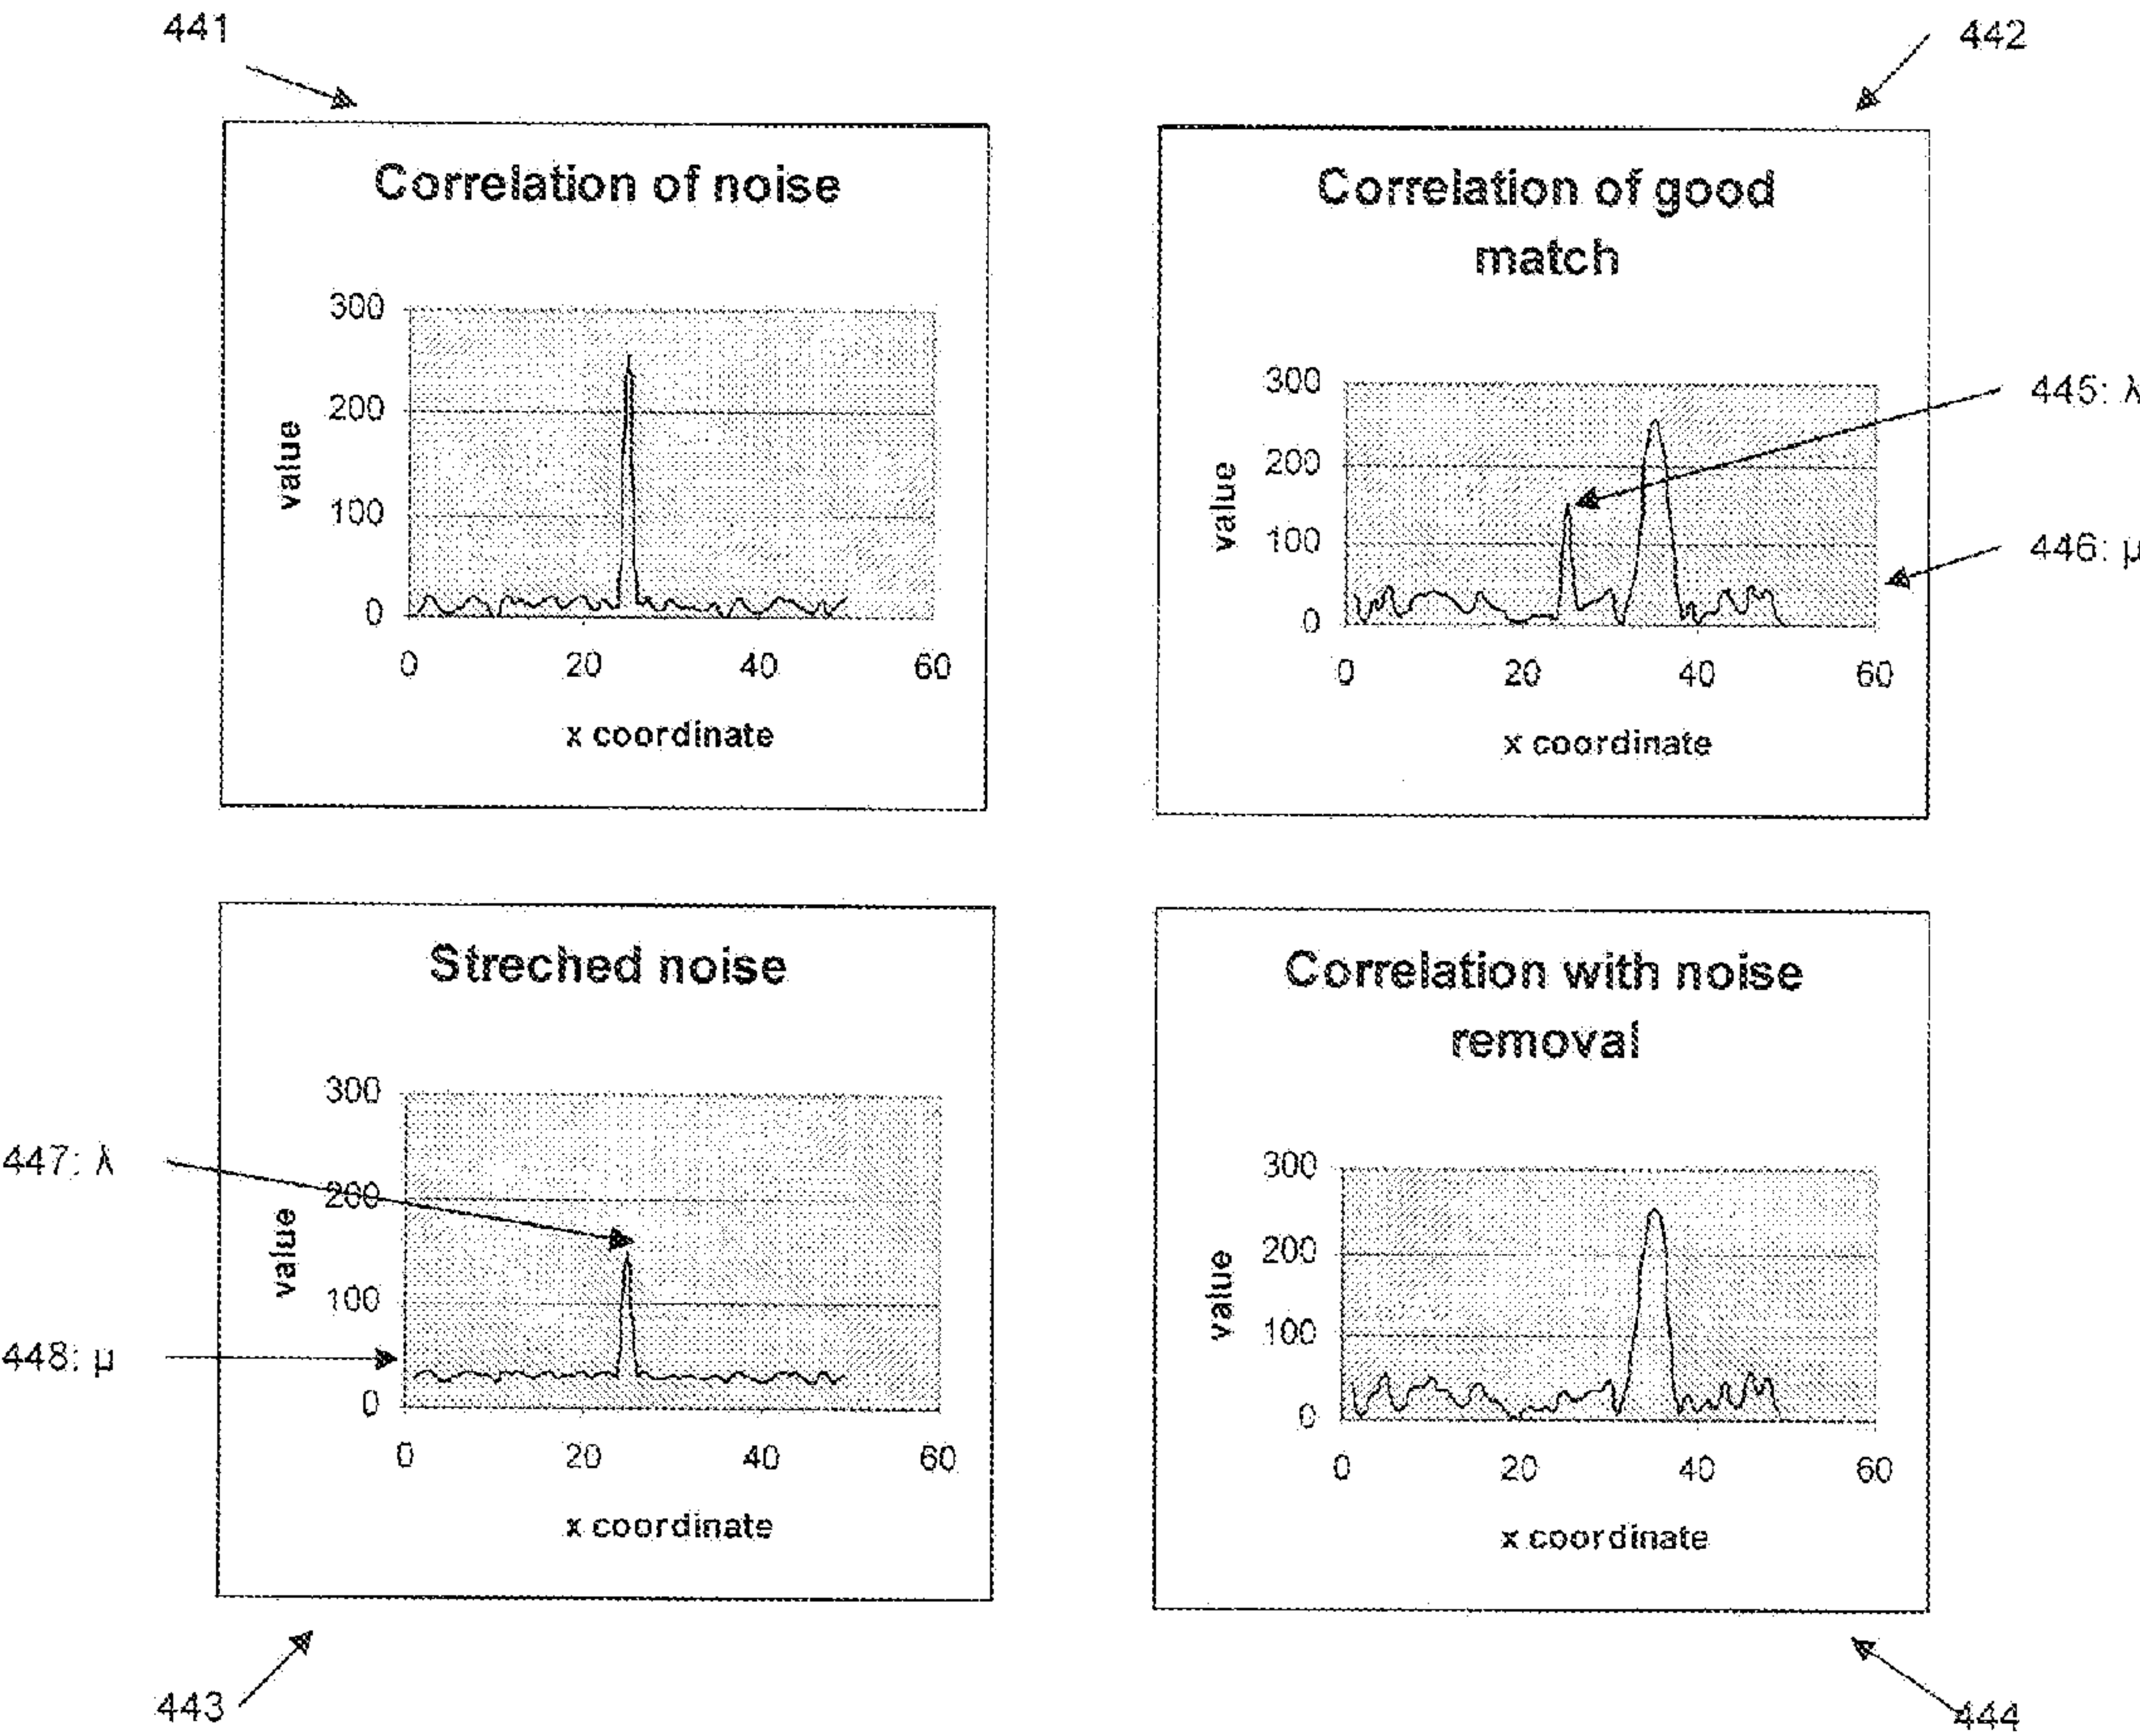 441
442
Correlation of noise
300
200
100
0
value
0 20 40 60
x coordinate
Correlation of good
match
300
200
100
0
value
0 20 40 60
x coordinate
445: λ
446: μ
Streched noise
300
200
100
0
value
0 20 40 60
x coordinate
447: λ
448: μ
Correlation with noise
removal
300
200
100
0
value
0 20 40 60
x coordinate
443
444